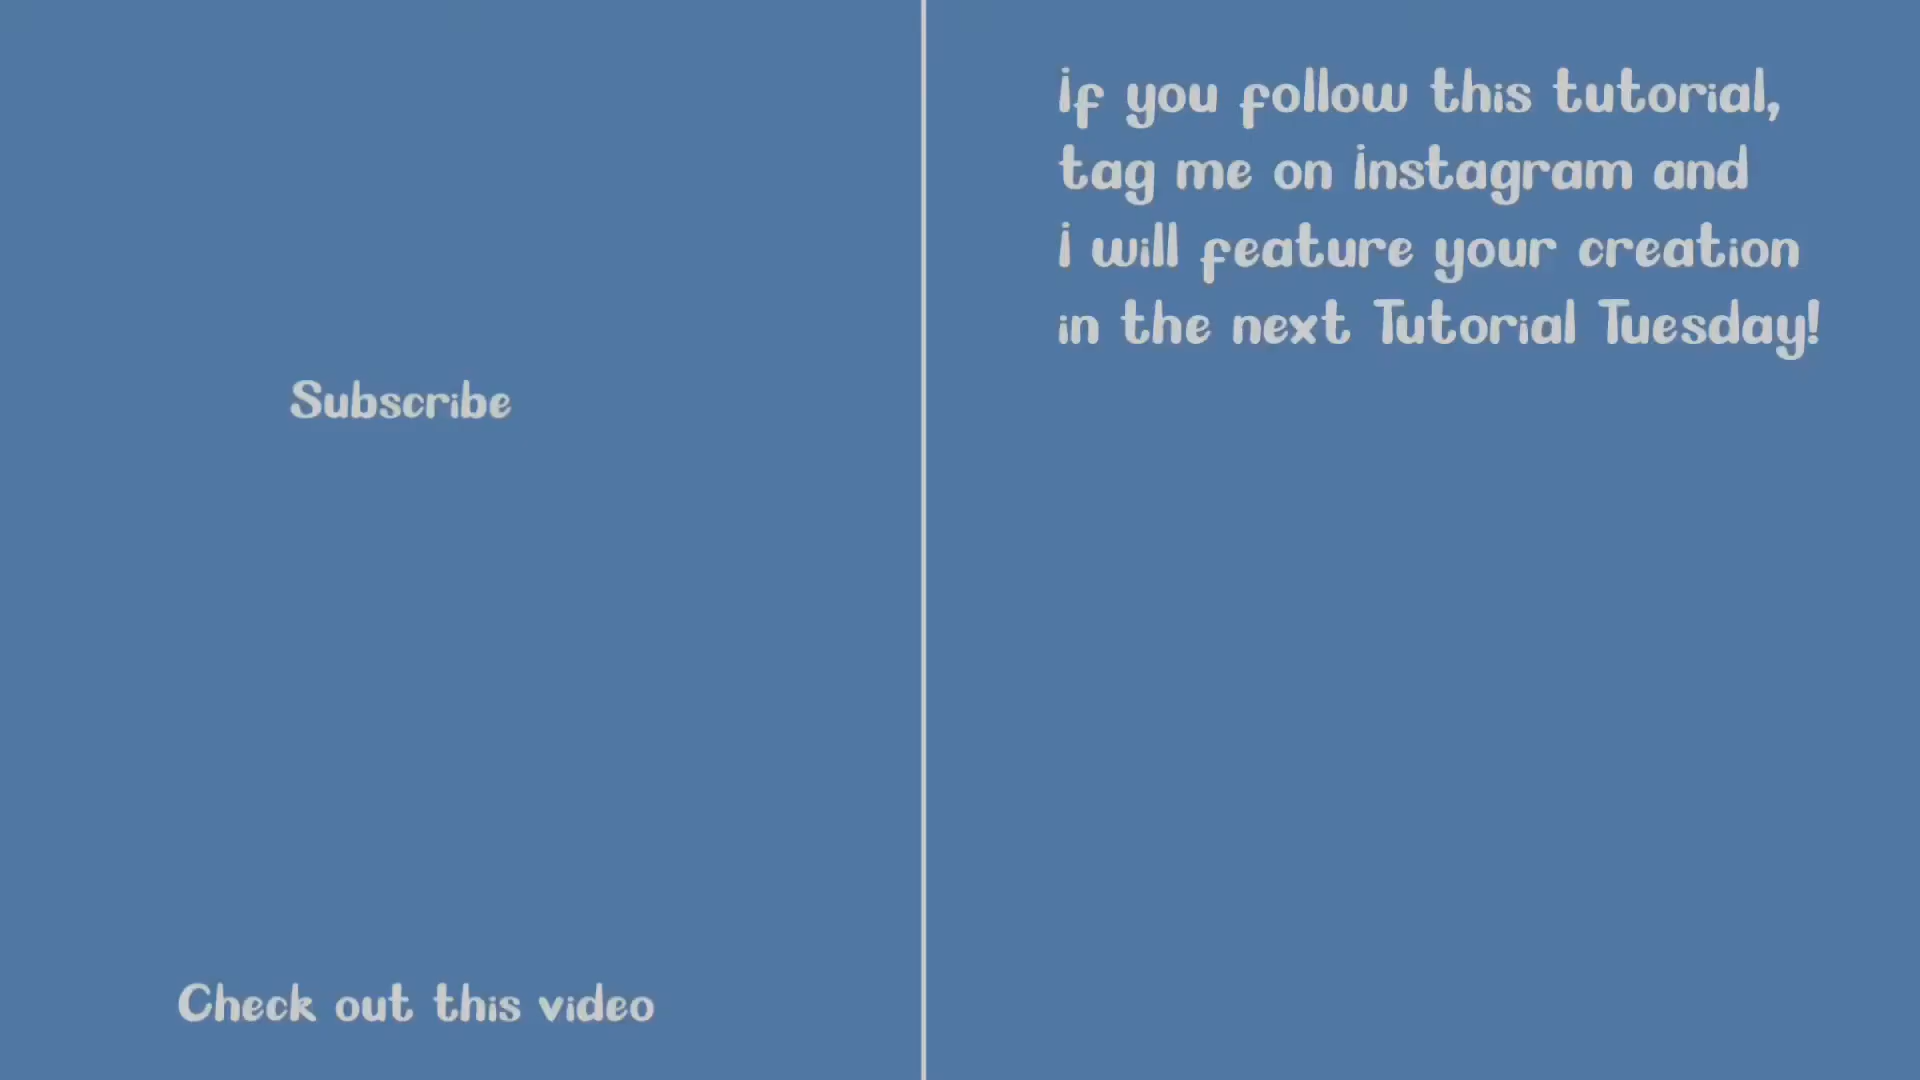 Subscribe
Check out this video
If you follow this tutorial,
tag me on Instagram and
I will feature your creation
in the next Tutorial Tuesday!